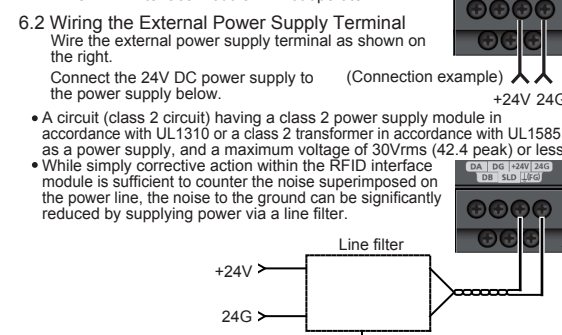 6.2 Wiring the External Power Supply Terminal
Wire the external power supply terminal as shown on
the right.
Connect the 24V DC power supply to
the power supply below.
(Connection example)
+24V 24G
• A circuit (class 2 circuit) having a class 2 power supply module in
accordance with UL1310 or a class 2 transformer in accordance with UL1585
as a power supply, and a maximum voltage of 30Vrms (42.4 peak) or less
• While simply corrective action within the RFID interface
module is sufficient to counter the noise superimposed on
the power line, the noise to the ground can be significantly
reduced by supplying power via a line filter.
DA DG +24V 24G
DB SLD (FG)
Line filter
+24V
24G